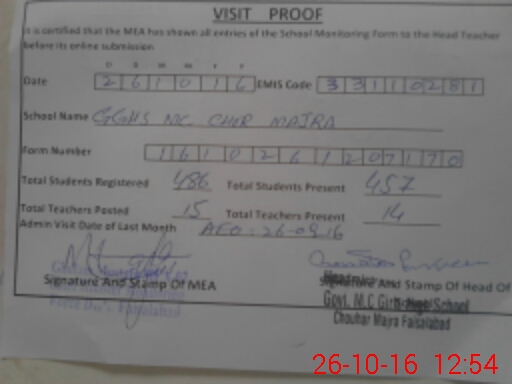 VISIT PROOF
It is certified that the MEA has shown all entries of the School Monitoring Form to the Head Teacher
before its online submission
D D M M Y Y
Date 2 6 1 0 1 6 EMIS Code 3 3 1 1 0 2 8 1
School Name GGHS MC CHOR MAJRA
Form Number 1 6 1 0 2 6 1 2 0 7 1 7 0
Total Students Registered 486 Total Students Present 457
Total Teachers Posted 15 Total Teachers Present 14
Admin Visit Date of Last Month AEO : 26-09-16
Signature And Stamp Of MEA
Signature And Stamp Of Head Of
Govt. M.C Girls High School
Chouhar Majra Faisalabad
26-10-16 12:54